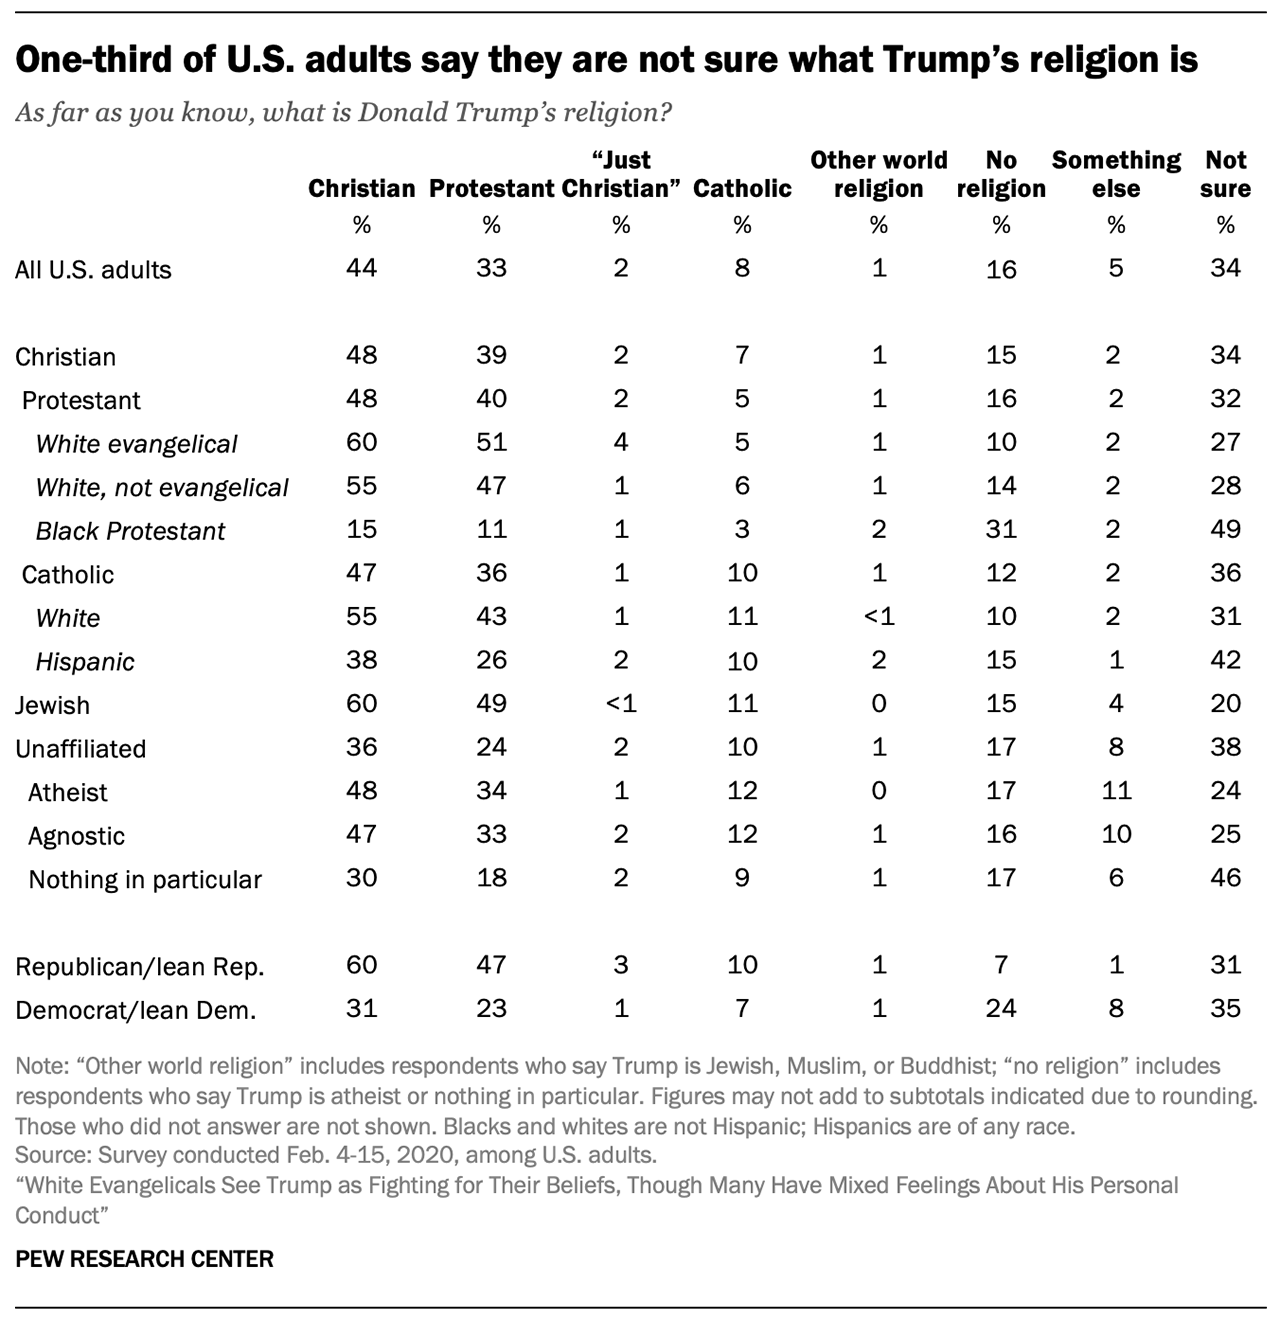 One-third of U.S. adults say they are not sure what Trump’s religion is
As far as you know, what is Donald Trump’s religion?
Christian Protestant “Just Christian” Catholic Other world religion No religion Something else Not sure
% % % % % % % %
All U.S. adults 44 33 2 8 1 16 5 34
Christian 48 39 2 7 1 15 2 34
Protestant 48 40 2 5 1 16 2 32
White evangelical 60 51 4 5 1 10 2 27
White, not evangelical 55 47 1 6 1 14 2 28
Black Protestant 15 11 1 3 2 31 2 49
Catholic 47 36 1 10 1 12 2 36
White 55 43 1 11 <1 10 2 31
Hispanic 38 26 2 10 2 15 1 42
Jewish 60 49 <1 11 0 15 4 20
Unaffiliated 36 24 2 10 1 17 8 38
Atheist 48 34 1 12 0 17 11 24
Agnostic 47 33 2 12 1 16 10 25
Nothing in particular 30 18 2 9 1 17 6 46
Republican/lean Rep. 60 47 3 10 1 7 1 31
Democrat/lean Dem. 31 23 1 7 1 24 8 35
Note: “Other world religion” includes respondents who say Trump is Jewish, Muslim, or Buddhist; “no religion” includes
respondents who say Trump is atheist or nothing in particular. Figures may not add to subtotals indicated due to rounding.
Those who did not answer are not shown. Blacks and whites are not Hispanic; Hispanics are of any race.
Source: Survey conducted Feb. 4-15, 2020, among U.S. adults.
“White Evangelicals See Trump as Fighting for Their Beliefs, Though Many Have Mixed Feelings About His Personal
Conduct”
PEW RESEARCH CENTER